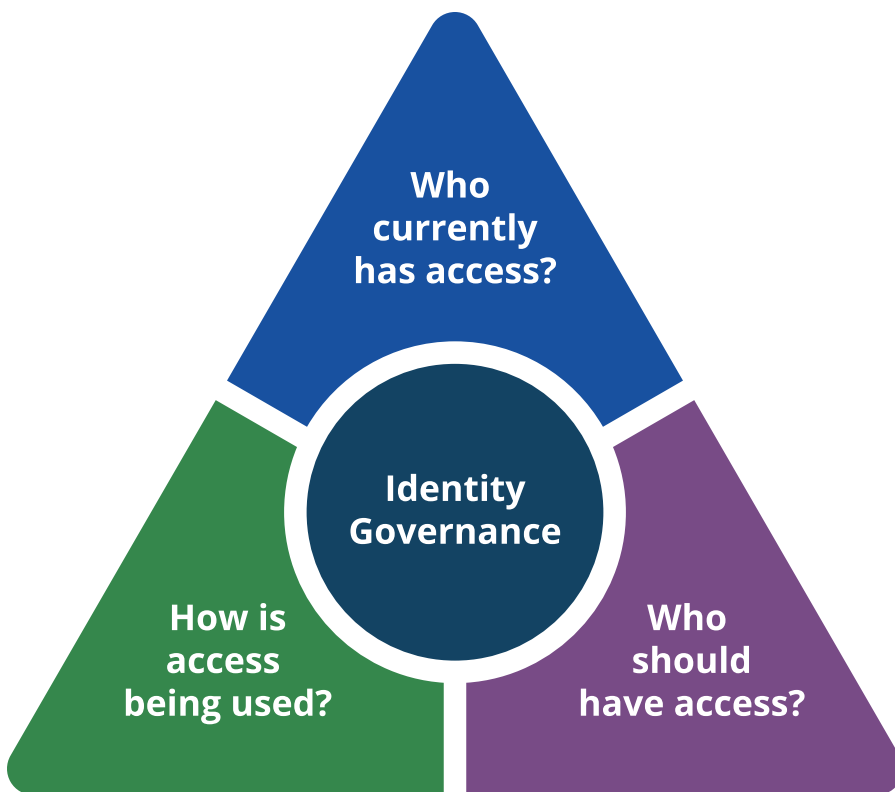 Who
currently
has access?
Identity
Governance
How is
access
being used?
Who
should
have access?